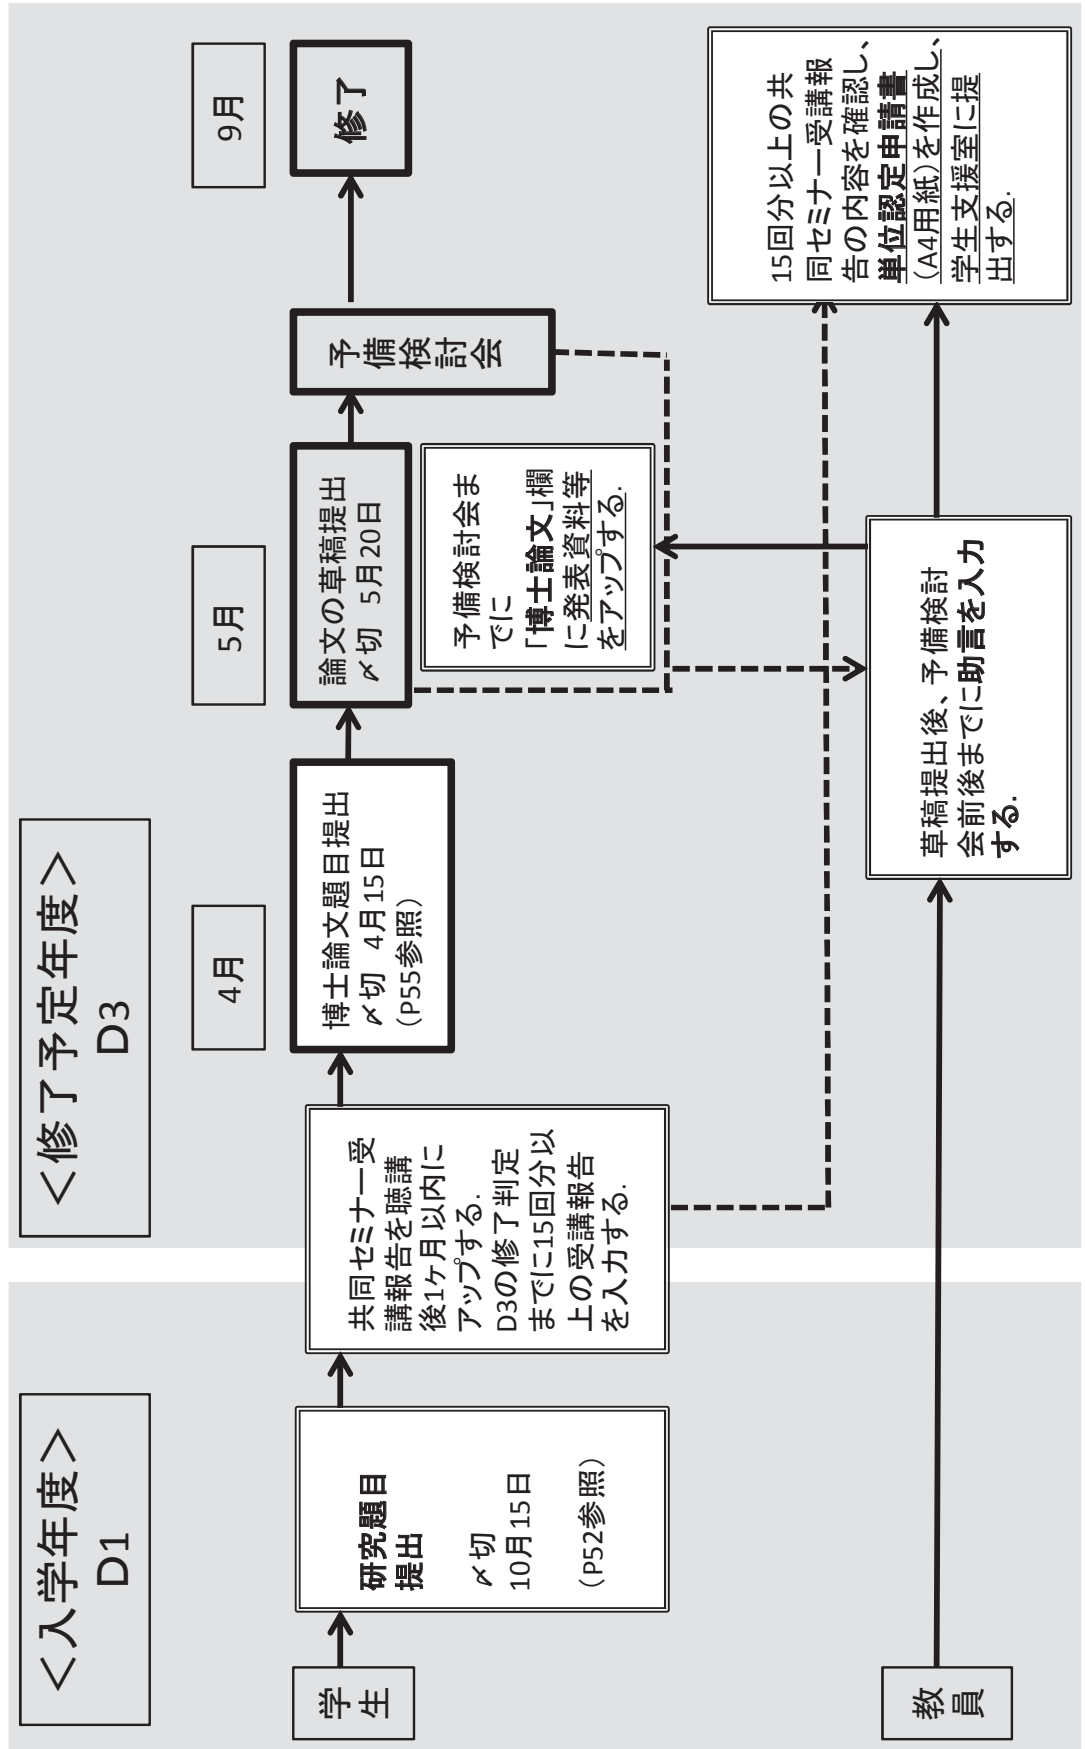 ＜入学年度＞
D1
＜修了予定年度＞
D3
4月
5月
9月
学
生
研究題目
提出
〆切
10月15日
（P52参照）
共同セミナー受
講報告を聴講
後1ヶ月以内に
アップする.
D3の修了判定
までに15回分以
上の受講報告
を入力する.
博士論文題目提出
〆切 4月15日
（P55参照）
論文の草稿提出
〆切 5月20日
予備検討会ま
でに
「博士論文」欄
に発表資料等
をアップする.
予備
検討
会
修了
教
員
草稿提出後、予備検討
会前後までに助言を入力
する.
15回分以上の共
同セミナー受講報
告の内容を確認し、
単位認定申請書
（A4用紙）を作成し、
学生支援室に提
出する.